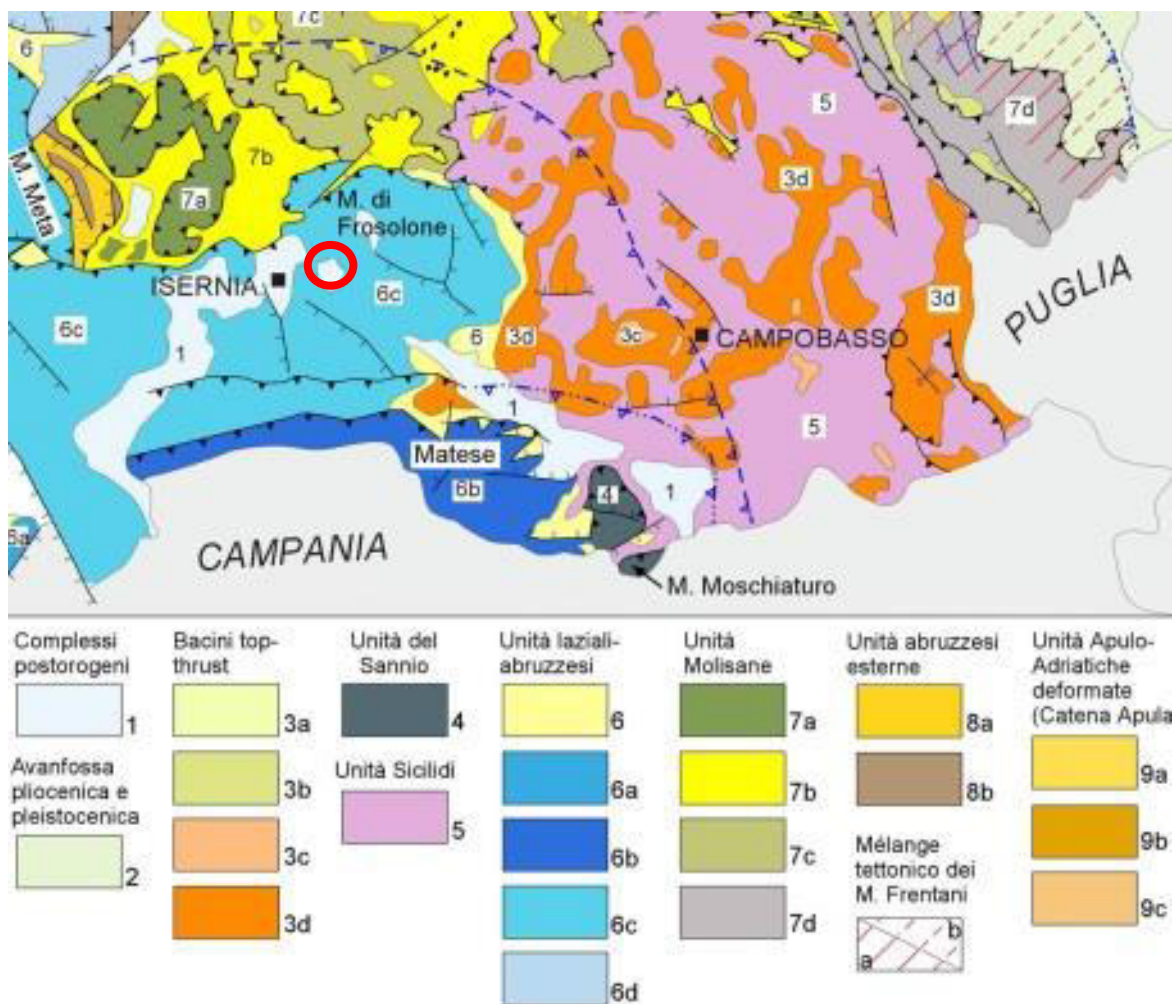 7c
6
1
5
7d
7b
M. Meta
7a
M. di
Frosolone
3d
ISERNIA
6c
6c
PUGLIA
3d
6
3d
3c
CAMPOBASSO
1
1
5
Matese
6b
4
1
6a
CAMPANIA
M. Moschiaturo
Complessi
postorogeni
1
Avanfossa
pliocenica e
pleistocenica
2
Bacini top-
thrust
3a
3b
3c
3d
Unità del
Sannio
4
Unità Sicilidi
5
Unità laziali-
abruzzesi
6
6a
6b
6c
6d
Unità
Molisane
7a
7b
7c
7d
Unità abruzzesi
esterne
8a
8b
Mélange
tettonico dei
M. Frentani
b
a
Unità Apulo-
Adriatiche
deformate
(Catena Apula
9a
9b
9c